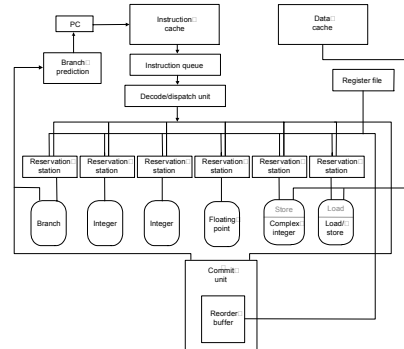 PC
Instruction
cache
Data
cache
Branch
prediction
Instruction queue
Register file
Decode/dispatch unit
Reservation
station
Reservation
station
Reservation
station
Reservation
station
Reservation
station
Reservation
station
Branch
Integer
Integer
Floating
point
Store
Complex
integer
Load
Load/
store
Commit
unit
Reorder
buffer